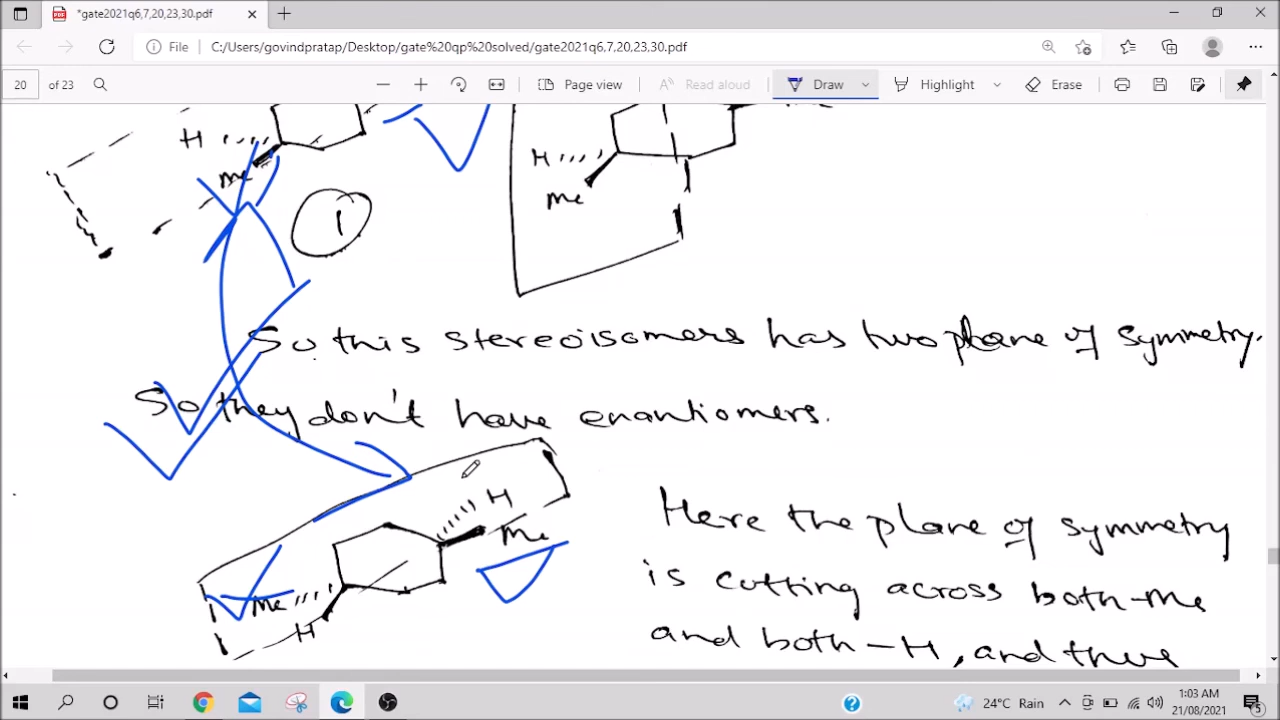 *gate2021q6,7,20,23,30.pdf
File C:/Users/govindpratap/Desktop/gate%20qp%20solved/gate2021q6,7,20,23,30.pdf
20 of 23 Page view Read aloud Draw Highlight Erase
H
Me
H
Me
1
So this stereoisomers has two plane of symmetry.
So they don't have enantiomers.
H
Me
Me
H
Here the plane of symmetry
is cutting across both -Me
and both -H, and there
24°C Rain
1:03 AM
21/08/2021
5